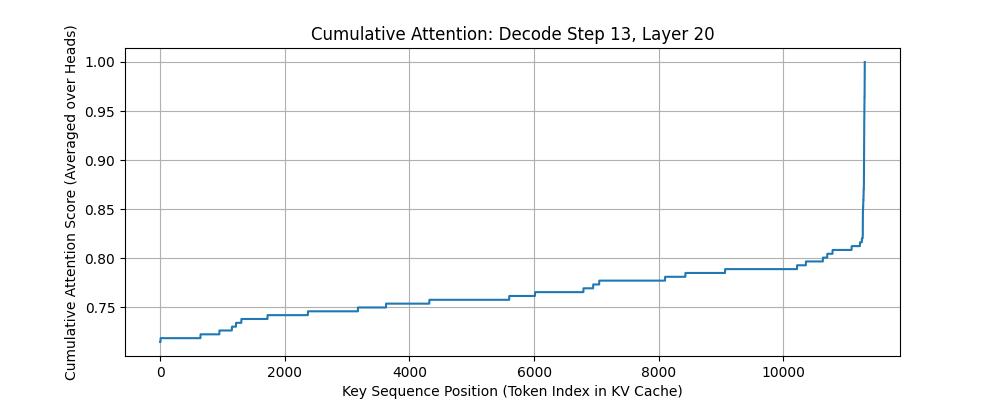 Cumulative Attention: Decode Step 13, Layer 20
Cumulative Attention Score (Averaged over Heads)
1.00
0.95
0.90
0.85
0.80
0.75
0 2000 4000 6000 8000 10000
Key Sequence Position (Token Index in KV Cache)